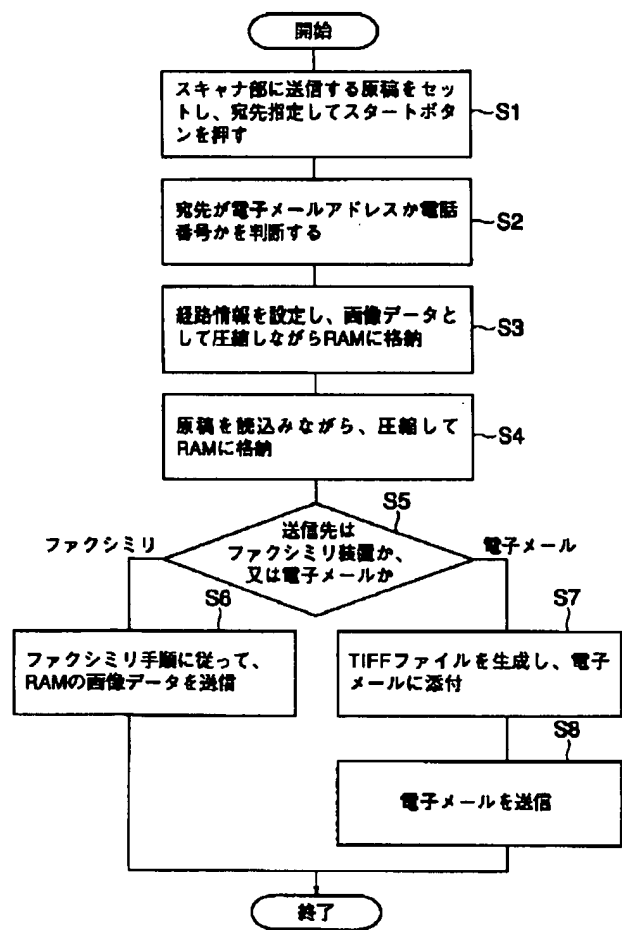 開始
スキャナ部に送信する原稿をセッ
トし、宛先指定してスタートボタ
ンを押す
S1
宛先が電子メールアドレスか電話
番号かを判断する
S2
経路情報を設定し、画像データと
して圧縮しながらRAMに格納
S3
原稿を読込みながら、圧縮して
RAMに格納
S4
S5
送信先は
ファクシミリ装置か、
又は電子メールか
ファクシミリ
電子メール
S6
ファクシミリ手順に従って、
RAMの画像データを送信
S7
TIFFファイルを生成し、電子
メールに添付
S8
電子メールを送信
終了